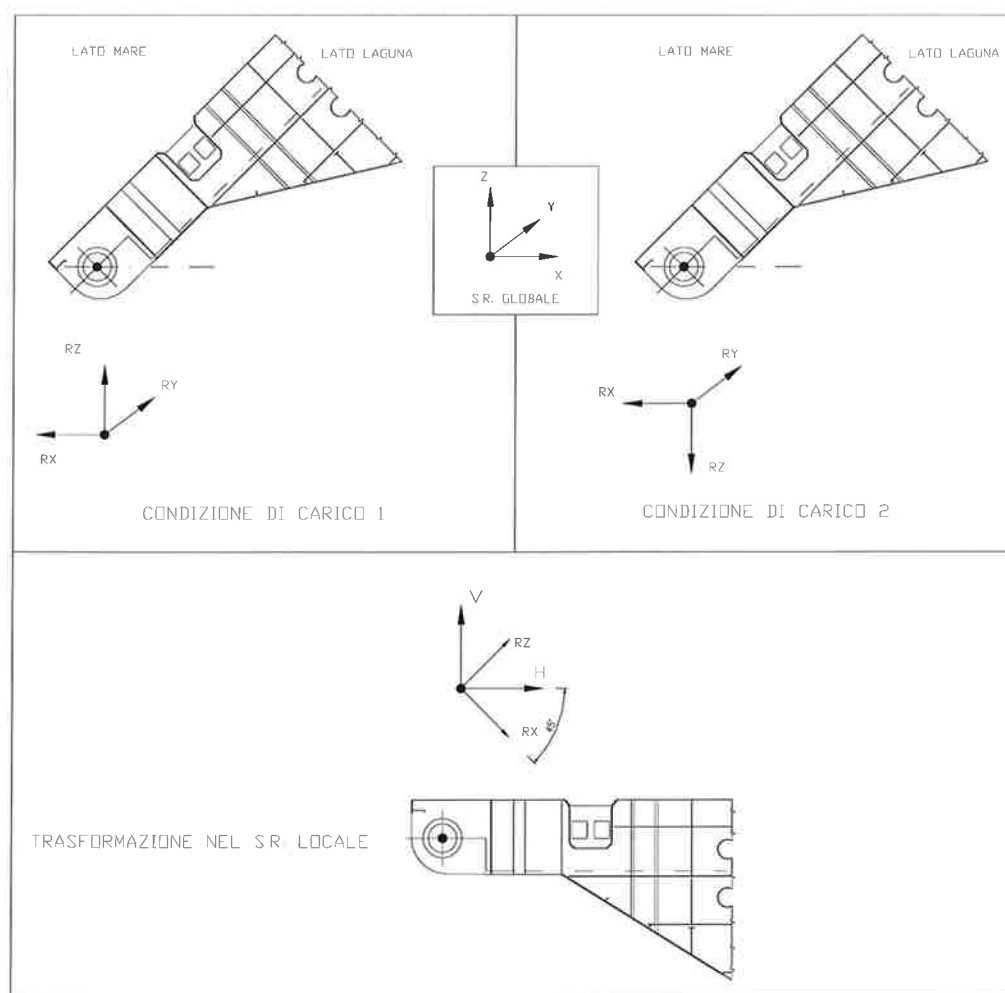 LATO MARE
LATO LAGUNA
LATO MARE
LATO LAGUNA
Z
Y
X
S.R. GLOBALE
RZ
RY
RX
RY
RX
RZ
CONDIZIONE DI CARICO 1
CONDIZIONE DI CARICO 2
V
RZ
H
RX
45°
TRASFORMAZIONE NEL S.R. LOCALE